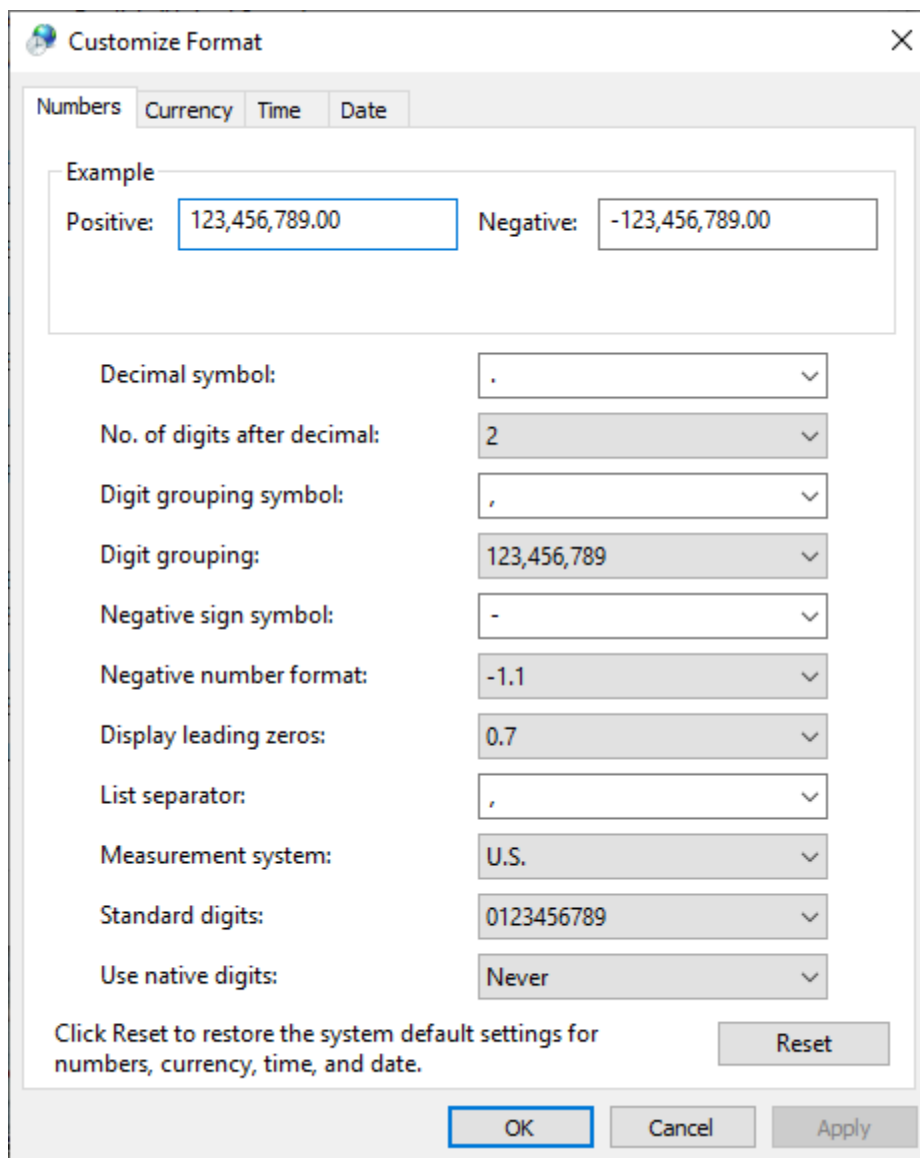 Customize Format
Numbers Currency Time Date
Example
Positive: 123,456,789.00 Negative: -123,456,789.00
Decimal symbol: .
No. of digits after decimal: 2
Digit grouping symbol: ,
Digit grouping: 123,456,789
Negative sign symbol: -
Negative number format: -1.1
Display leading zeros: 0.7
List separator: ,
Measurement system: U.S.
Standard digits: 0123456789
Use native digits: Never
Click Reset to restore the system default settings for
numbers, currency, time, and date.
Reset
OK Cancel Apply